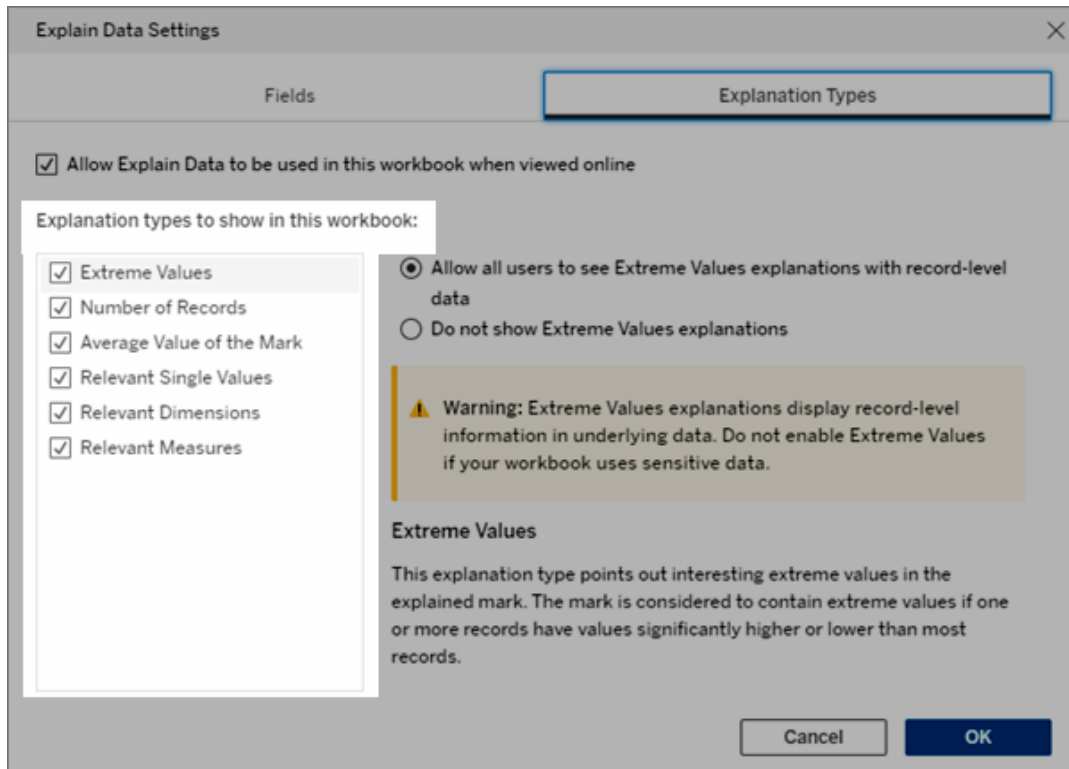 Explain Data Settings
Fields
Explanation Types
Allow Explain Data to be used in this workbook when viewed online
Explanation types to show in this workbook:
Extreme Values
Number of Records
Average Value of the Mark
Relevant Single Values
Relevant Dimensions
Relevant Measures
Allow all users to see Extreme Values explanations with record-level
data
Do not show Extreme Values explanations
Warning: Extreme Values explanations display record-level
information in underlying data. Do not enable Extreme Values
if your workbook uses sensitive data.
Extreme Values
This explanation type points out interesting extreme values in the
explained mark. The mark is considered to contain extreme values if one
or more records have values significantly higher or lower than most
records.
Cancel
OK